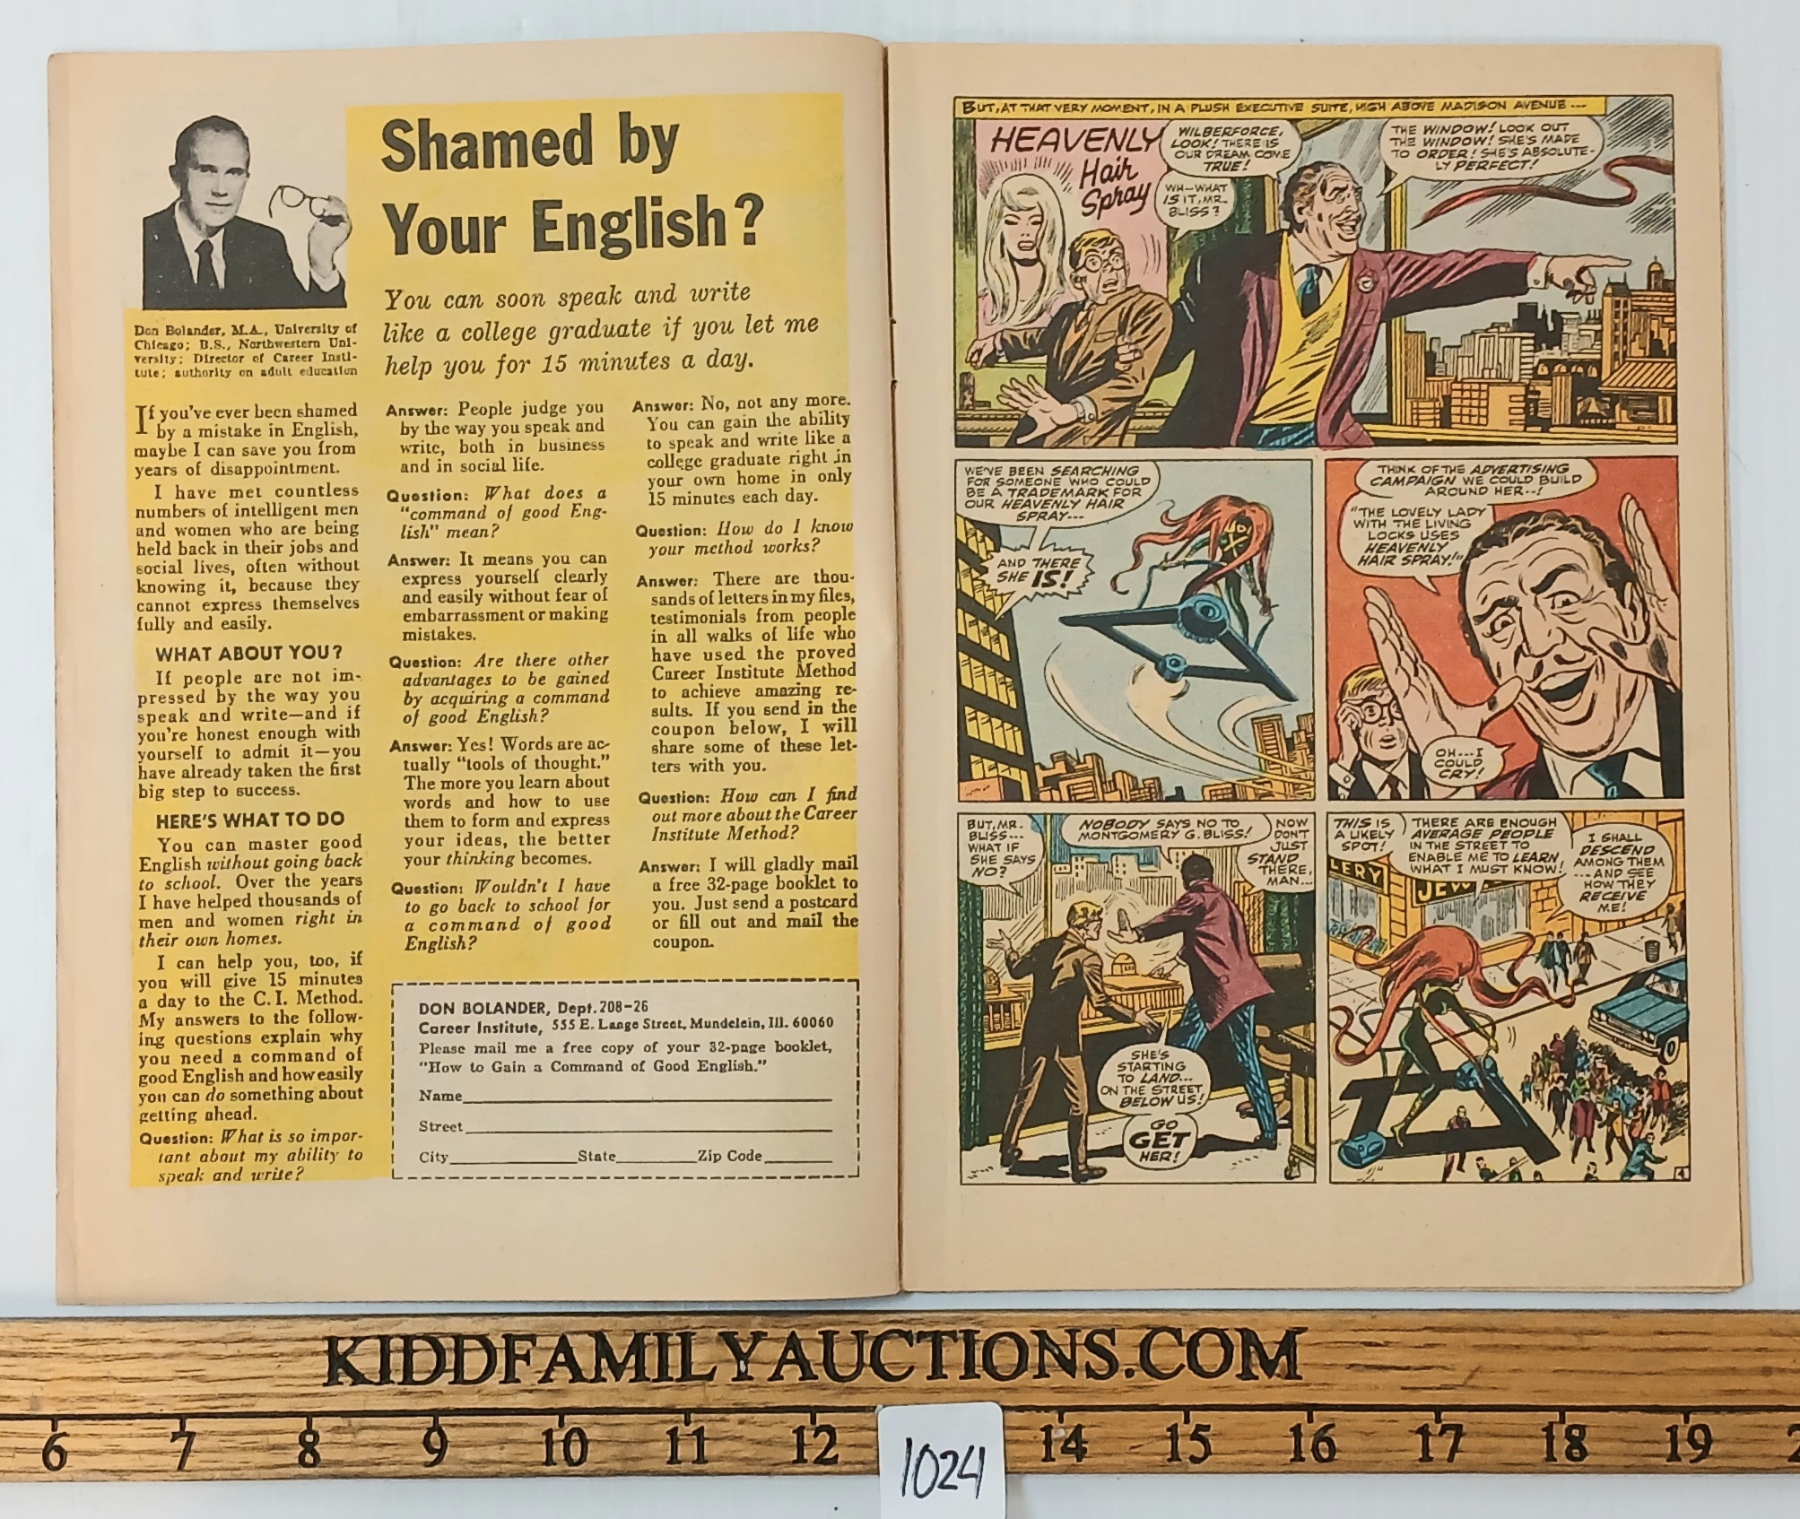 Shamed by
Your English?
You can soon speak and write
like a college graduate if you let me
help you for 15 minutes a day.
Don Bolander, M.A., University of
Chicago; B.S., Northwestern Uni-
versity; Director of Career Insti-
tute; authority on adult education
If you've ever been shamed
by a mistake in English,
maybe I can save you from
years of disappointment.
I have met countless
numbers of intelligent men
and women who are being
held back in their jobs and
social lives, often without
knowing it, because they
cannot express themselves
fully and easily.
WHAT ABOUT YOU?
If people are not im-
pressed by the way you
speak and write—and if
you're honest enough with
yourself to admit it—you
have already taken the first
big step to success.
HERE'S WHAT TO DO
You can master good
English without going back
to school. Over the years
I have helped thousands of
men and women right in
their own homes.
I can help you, too, if
you will give 15 minutes
a day to the C. I. Method.
My answers to the follow-
ing questions explain why
you need a command of
good English and how easily
you can do something about
getting ahead.
Question: What is so impor-
tant about my ability to
speak and write?
Answer: People judge you
by the way you speak and
write, both in business
and in social life.
Question: What does a
"command of good Eng-
lish" mean?
Answer: It means you can
express yourself clearly
and easily without fear of
embarrassment or making
mistakes.
Question: Are there other
advantages to be gained
by acquiring a command
of good English?
Answer: Yes! Words are ac-
tually "tools of thought."
The more you learn about
words and how to use
them to form and express
your ideas, the better
your thinking becomes.
Question: Wouldn't I have
to go back to school for
a command of good
English?
Answer: No, not any more.
You can gain the ability
to speak and write like a
college graduate right in
your own home in only
15 minutes each day.
Question: How do I know
your method works?
Answer: There are thou-
sands of letters in my files,
testimonials from people
in all walks of life who
have used the proved
Career Institute Method
to achieve amazing re-
sults. If you send in the
coupon below, I will
share some of these let-
ters with you.
Question: How can I find
out more about the Career
Institute Method?
Answer: I will gladly mail
a free 32-page booklet to
you. Just send a postcard
or fill out and mail the
coupon.
DON BOLANDER, Dept. 208-26
Career Institute, 555 E. Lange Street, Mundelein, Ill. 60060
Please mail me a free copy of your 32-page booklet,
"How to Gain a Command of Good English."
Name
Street
City State Zip Code
BUT, AT THAT VERY MOMENT, IN A PLUSH EXECUTIVE SUITE, HIGH ABOVE MADISON AVENUE ---
HEAVENLY
Hair
Spray
WILBERFORCE,
LOOK! THERE IS
OUR DREAM COME
TRUE!
WH--WHAT
IS IT, MR.
BLISS?
THE WINDOW! LOOK OUT
THE WINDOW! SHE'S MADE
TO ORDER! SHE'S ABSOLUTE-
LY PERFECT!
WE'VE BEEN SEARCHING
FOR SOMEONE WHO COULD
BE A TRADEMARK FOR
OUR HEAVENLY HAIR
SPRAY---
AND THERE
SHE IS!
THINK OF THE ADVERTISING
CAMPAIGN WE COULD BUILD
AROUND HER--!
"THE LOVELY LADY
WITH THE LIVING
LOCKS USES
HEAVENLY
HAIR SPRAY!"
OH---I
COULD
CRY!
BUT, MR.
BLISS---
WHAT IF
SHE SAYS
NO?
NOBODY SAYS NO TO
MONTGOMERY G. BLISS!
NOW
DON'T
JUST
STAND
THERE,
MAN---
SHE'S
STARTING
TO LAND---
ON THE STREET
BELOW US!
GO
GET
HER!
THIS IS
A LIKELY
SPOT!
THERE ARE ENOUGH
AVERAGE PEOPLE
IN THE STREET TO
ENABLE ME TO LEARN
WHAT I MUST KNOW!
I SHALL
DESCEND
AMONG THEM
---AND SEE
HOW THEY
RECEIVE
ME!
LERY
JEW
4
KIDDFAMILYAUCTIONS.COM
6 7 8 9 10 11 12 14 15 16 17 18 19 2
1024